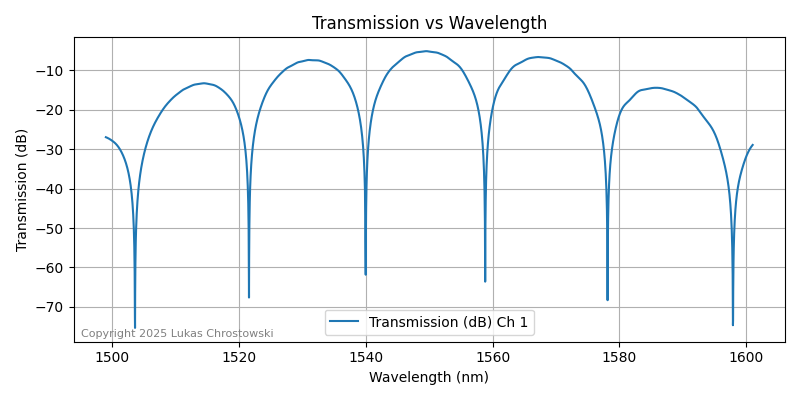 Transmission vs Wavelength
Transmission (dB)
−10
−20
−30
−40
−50
−60
−70
Transmission (dB) Ch 1
Copyright 2025 Lukas Chrostowski
1500 1520 1540 1560 1580 1600
Wavelength (nm)